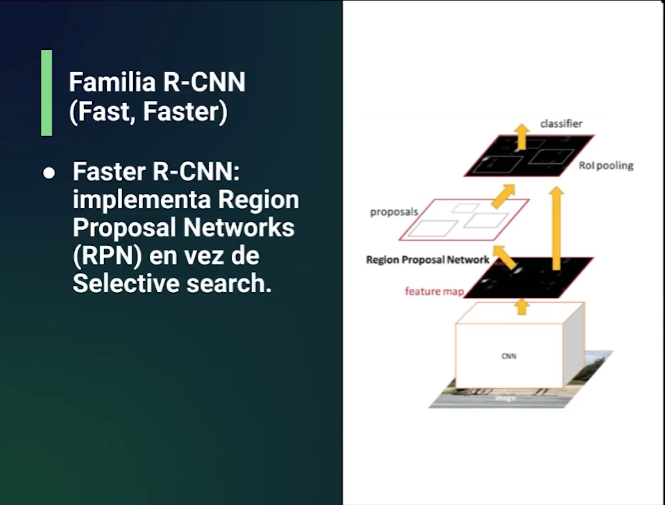 Familia R-CNN
(Fast, Faster)
● Faster R-CNN:
implementa Region
Proposal Networks
(RPN) en vez de
Selective search.
classifier
RoI pooling
proposals
Region Proposal Network
feature map
CNN
image